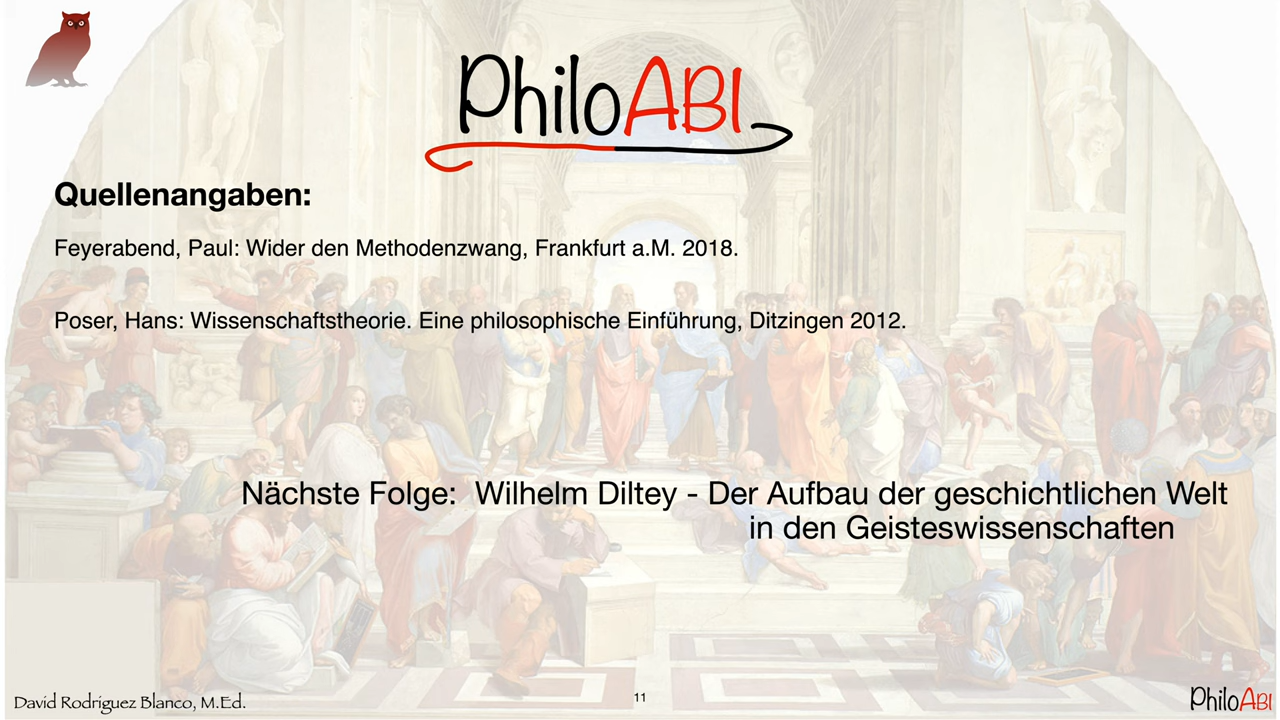 PhiloABI
Quellenangaben:
Feyerabend, Paul: Wider den Methodenzwang, Frankfurt a.M. 2018.
Poser, Hans: Wissenschaftstheorie. Eine philosophische Einführung, Ditzingen 2012.
Nächste Folge: Wilhelm Diltey - Der Aufbau der geschichtlichen Welt
in den Geisteswissenschaften
David Rodríguez Blanco, M.Ed.
11
PhiloABI